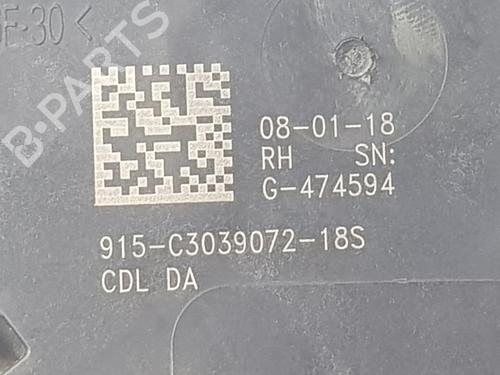 E-30<
B-PARTS
08-01-18
RH SN:
G-474594
915-C3039072-18S
CDL DA